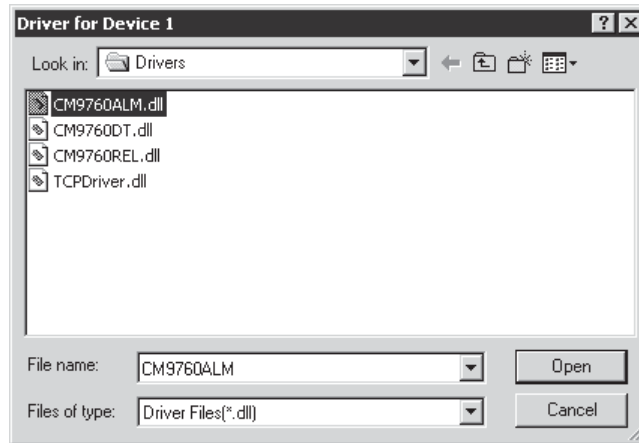 Driver for Device 1
Look in: Drivers
CM9760ALM.dll
CM9760DT.dll
CM9760REL.dll
TCPDriver.dll
File name: CM9760ALM Open
Files of type: Driver Files(*.dll) Cancel